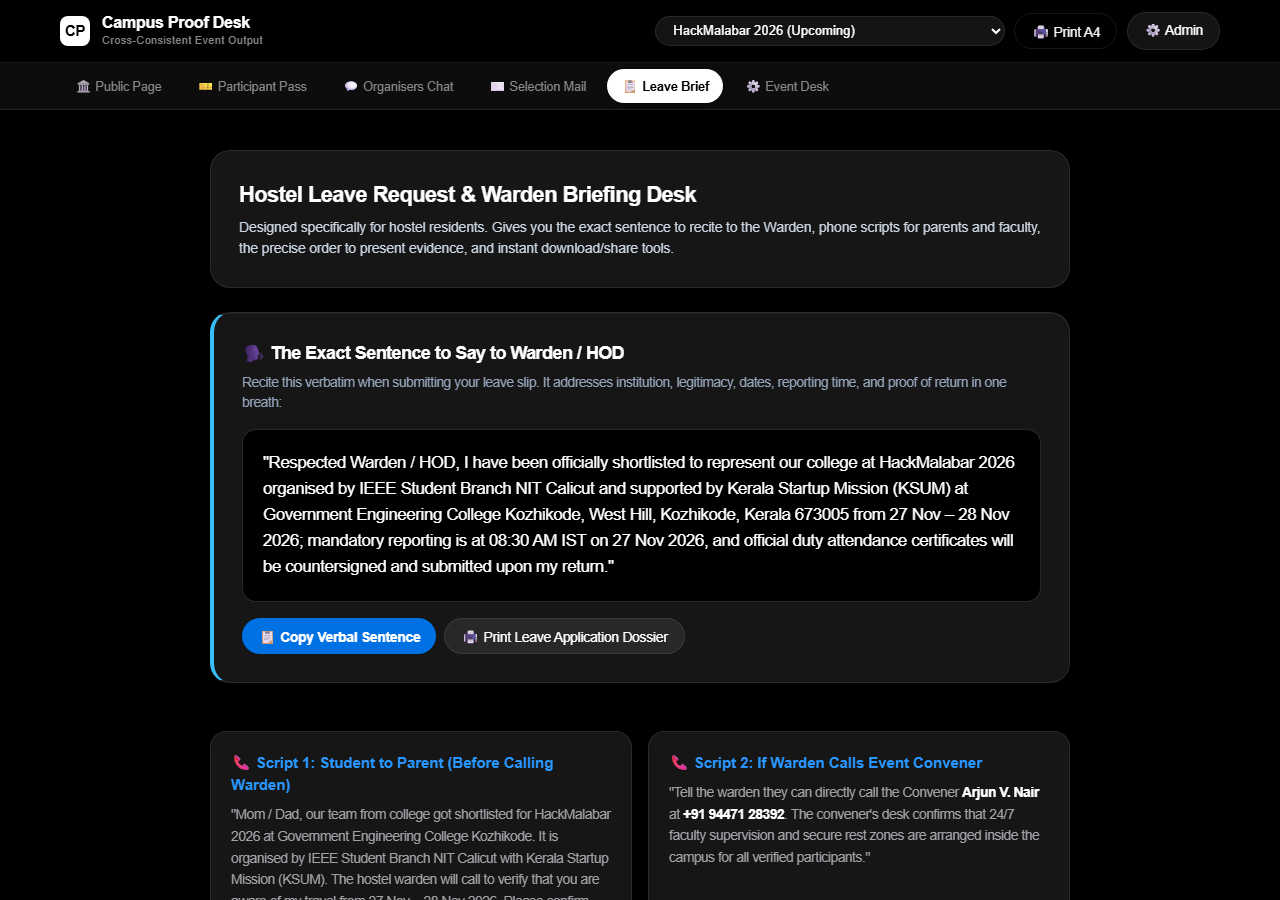 CP
Campus Proof Desk
Cross-Consistent Event Output
HackMalabar 2026 (Upcoming)
Print A4
Admin
Public Page
Participant Pass
Organisers Chat
Selection Mail
Leave Brief
Event Desk
Hostel Leave Request & Warden Briefing Desk
Designed specifically for hostel residents. Gives you the exact sentence to recite to the Warden, phone scripts for parents and faculty,
the precise order to present evidence, and instant download/share tools.
The Exact Sentence to Say to Warden / HOD
Recite this verbatim when submitting your leave slip. It addresses institution, legitimacy, dates, reporting time, and proof of return in one
breath:
"Respected Warden / HOD, I have been officially shortlisted to represent our college at HackMalabar 2026
organised by IEEE Student Branch NIT Calicut and supported by Kerala Startup Mission (KSUM) at
Government Engineering College Kozhikode, West Hill, Kozhikode, Kerala 673005 from 27 Nov – 28 Nov
2026; mandatory reporting is at 08:30 AM IST on 27 Nov 2026, and official duty attendance certificates will
be countersigned and submitted upon my return."
Copy Verbal Sentence
Print Leave Application Dossier
Script 1: Student to Parent (Before Calling
Warden)
"Mom / Dad, our team from college got shortlisted for HackMalabar
2026 at Government Engineering College Kozhikode. It is
organised by IEEE Student Branch NIT Calicut with Kerala Startup
Mission (KSUM). The hostel warden will call to verify that you are
aware of my travel from 27 Nov – 28 Nov 2026. Please confirm
Script 2: If Warden Calls Event Convener
"Tell the warden they can directly call the Convener Arjun V. Nair
at +91 94471 28392. The convener's desk confirms that 24/7
faculty supervision and secure rest zones are arranged inside the
campus for all verified participants."